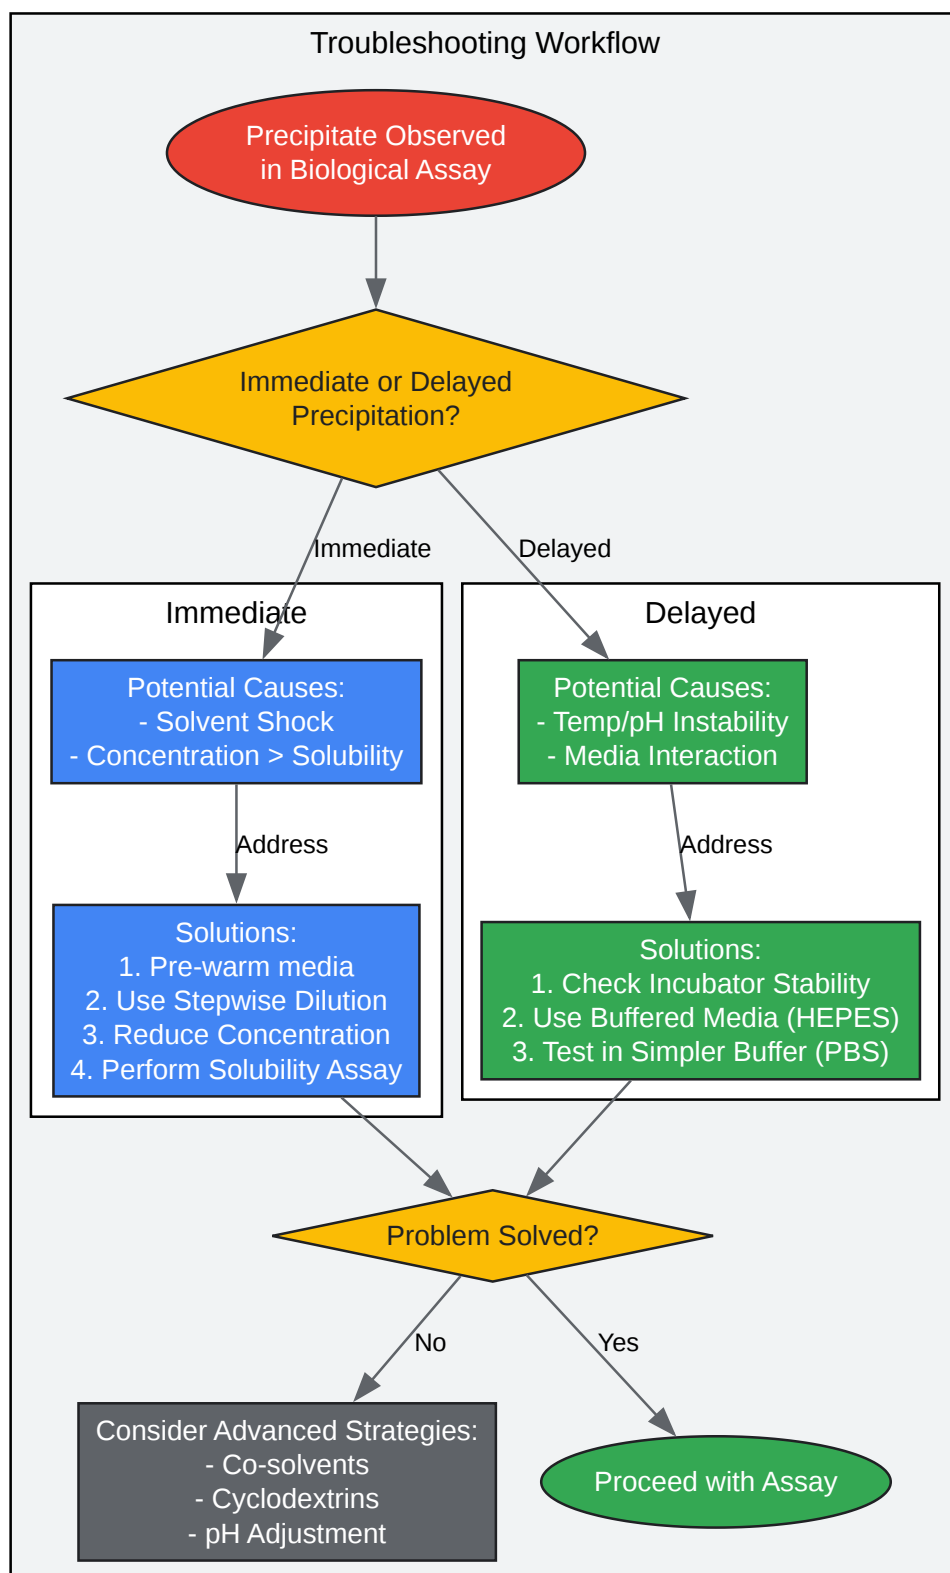 Troubleshooting Workflow
Precipitate Observed
in Biological Assay
Immediate or Delayed
Precipitation?
Immediate
Delayed
Immediate
Potential Causes:
- Solvent Shock
- Concentration > Solubility
Address
Solutions:
1. Pre-warm media
2. Use Stepwise Dilution
3. Reduce Concentration
4. Perform Solubility Assay
Delayed
Potential Causes:
- Temp/pH Instability
- Media Interaction
Address
Solutions:
1. Check Incubator Stability
2. Use Buffered Media (HEPES)
3. Test in Simpler Buffer (PBS)
Problem Solved?
No
Yes
Consider Advanced Strategies:
- Co-solvents
- Cyclodextrins
- pH Adjustment
Proceed with Assay